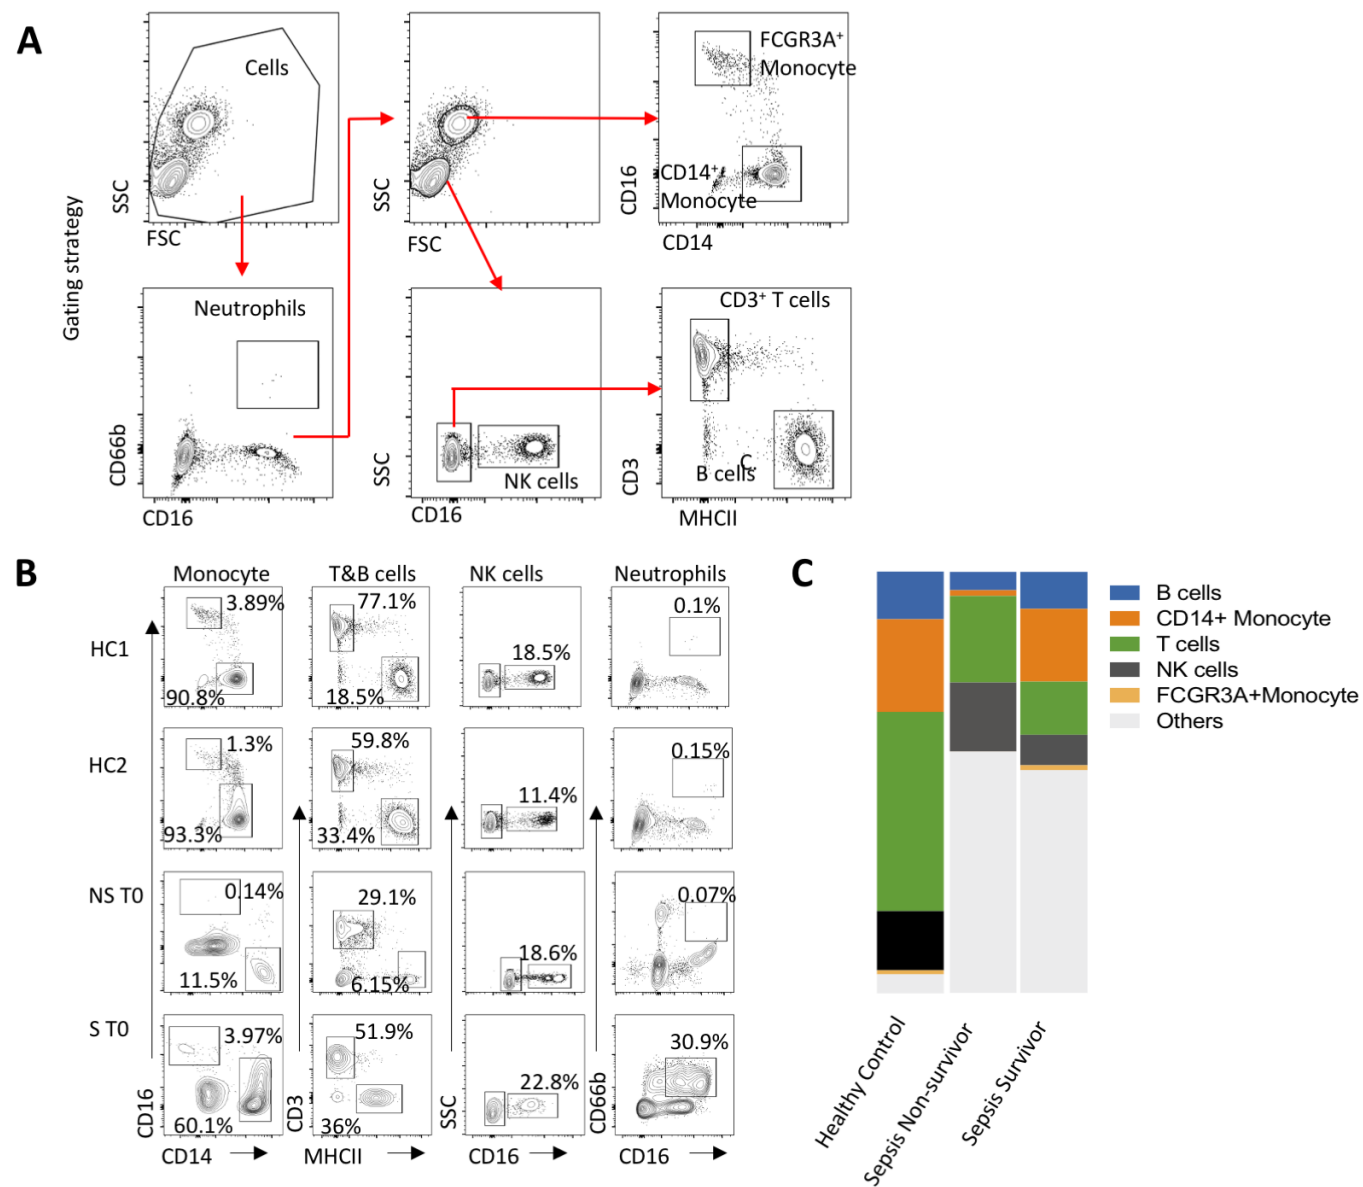 A
Gating strategy
SSC
FSC
Cells
SSC
FSC
CD16
CD14
FCGR3A+
Monocyte
CD14+
Monocyte
CD66b
CD16
Neutrophils
SSC
CD16
NK cells
CD3
MHCII
CD3+ T cells
B cells
C.
B
Monocyte
T&B cells
NK cells
Neutrophils
HC1
3.89%
90.8%
77.1%
18.5%
18.5%
0.1%
HC2
1.3%
93.3%
59.8%
33.4%
11.4%
0.15%
NS T0
0.14%
11.5%
29.1%
6.15%
18.6%
0.07%
S T0
3.97%
60.1%
51.9%
36%
22.8%
30.9%
CD16
CD14
CD3
MHCII
SSC
CD16
CD66b
CD16
C
B cells
CD14+ Monocyte
T cells
NK cells
FCGR3A+Monocyte
Others
Healthy Control
Sepsis Non-survivor
Sepsis Survivor